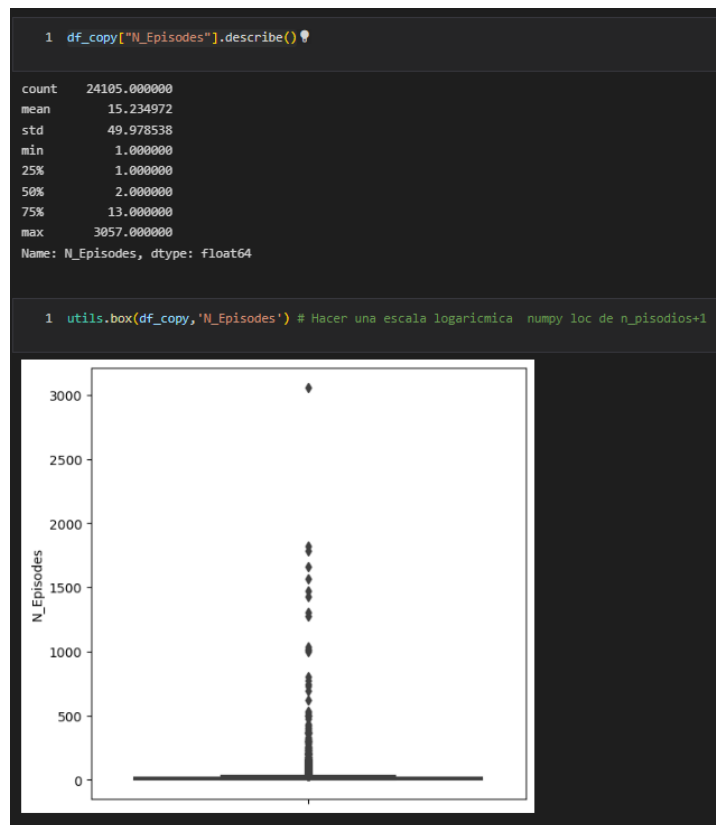 1 df_copy["N_Episodes"].describe()
count 24105.000000
mean 15.234972
std 49.978538
min 1.000000
25% 1.000000
50% 2.000000
75% 13.000000
max 3057.000000
Name: N_Episodes, dtype: float64
1 utils.box(df_copy,'N_Episodes') # Hacer una escala logaricmica numpy loc de n_pisodios+1
3000
2500
2000
1500
1000
500
0
N_Episodes